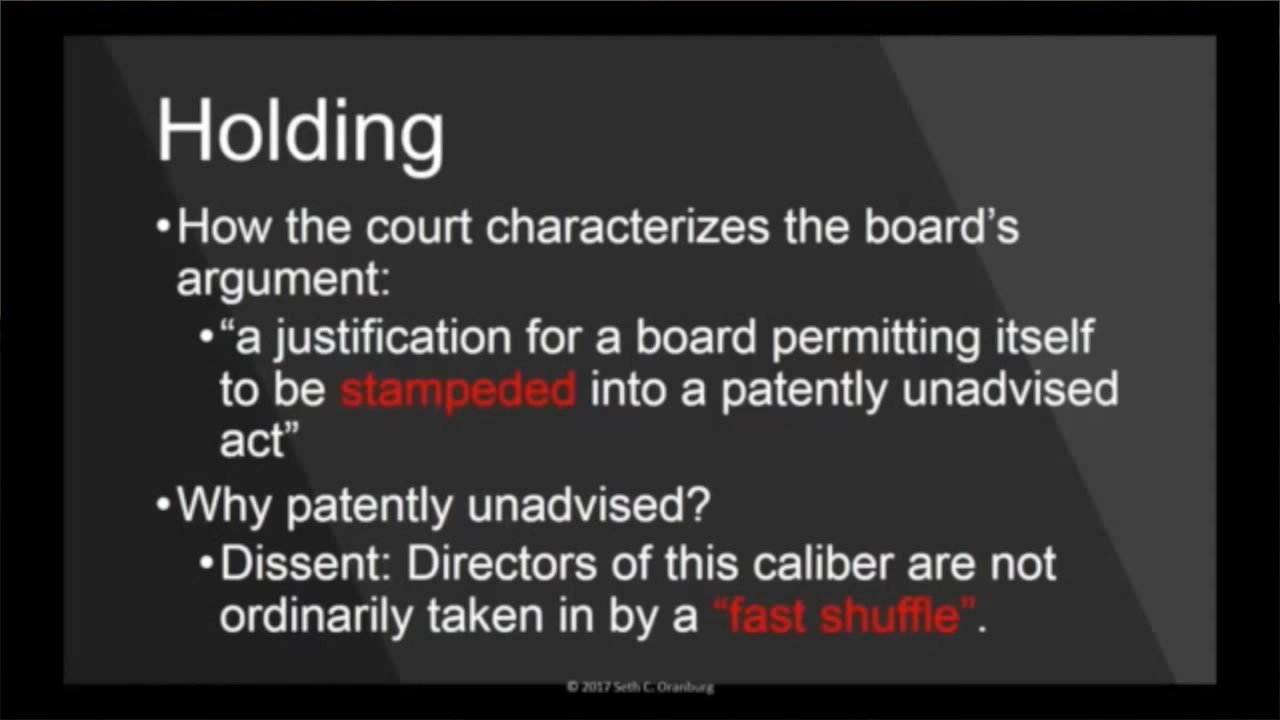 Holding
•How the court characterizes the board’s
argument:
•“a justification for a board permitting itself
to be stampeded into a patently unadvised
act”
•Why patently unadvised?
•Dissent: Directors of this caliber are not
ordinarily taken in by a “fast shuffle”.
© 2017 Seth C. Oranburg